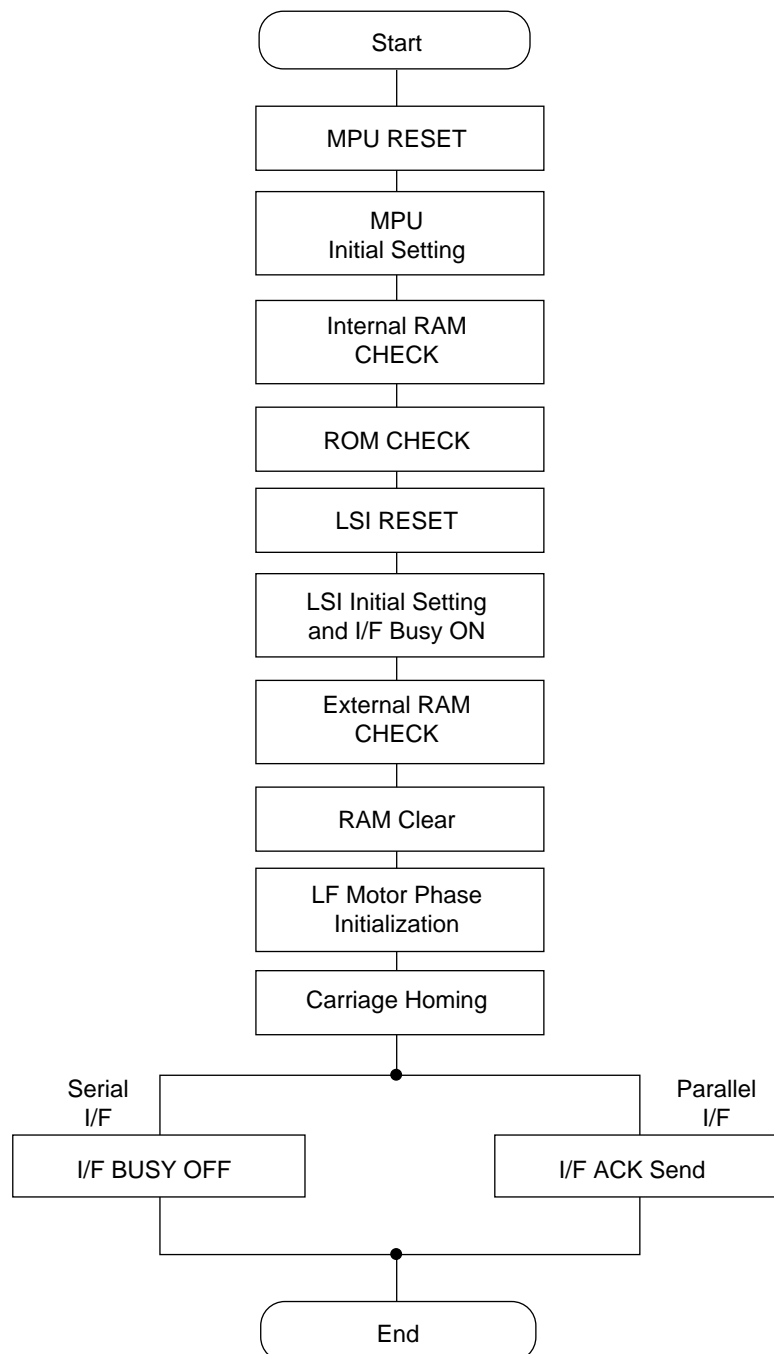 Start
MPU RESET
MPU
Initial Setting
Internal RAM
CHECK
ROM CHECK
LSI RESET
LSI Initial Setting
and I/F Busy ON
External RAM
CHECK
RAM Clear
LF Motor Phase
Initialization
Carriage Homing
Serial
I/F
Parallel
I/F
I/F BUSY OFF
I/F ACK Send
End